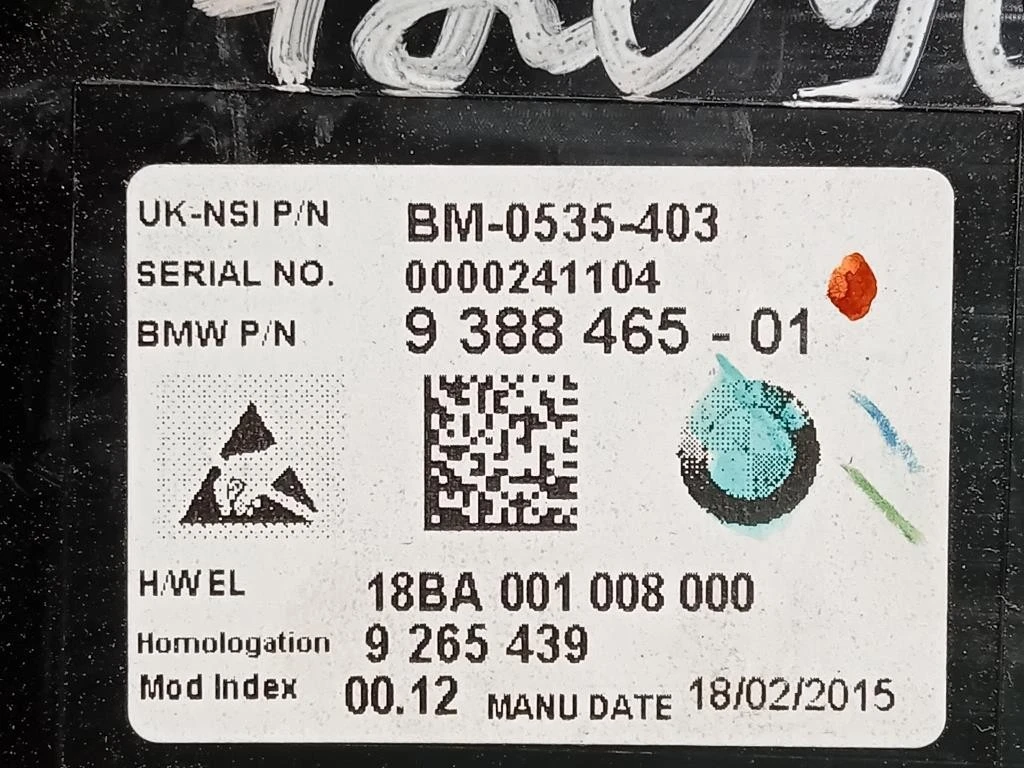 UK-NSI P/N BM-0535-403
SERIAL NO. 0000241104
BMW P/N 9 388 465 - 01
H/W EL 18BA 001 008 000
Homologation 9 265 439
Mod Index 00.12 MANU DATE 18/02/2015